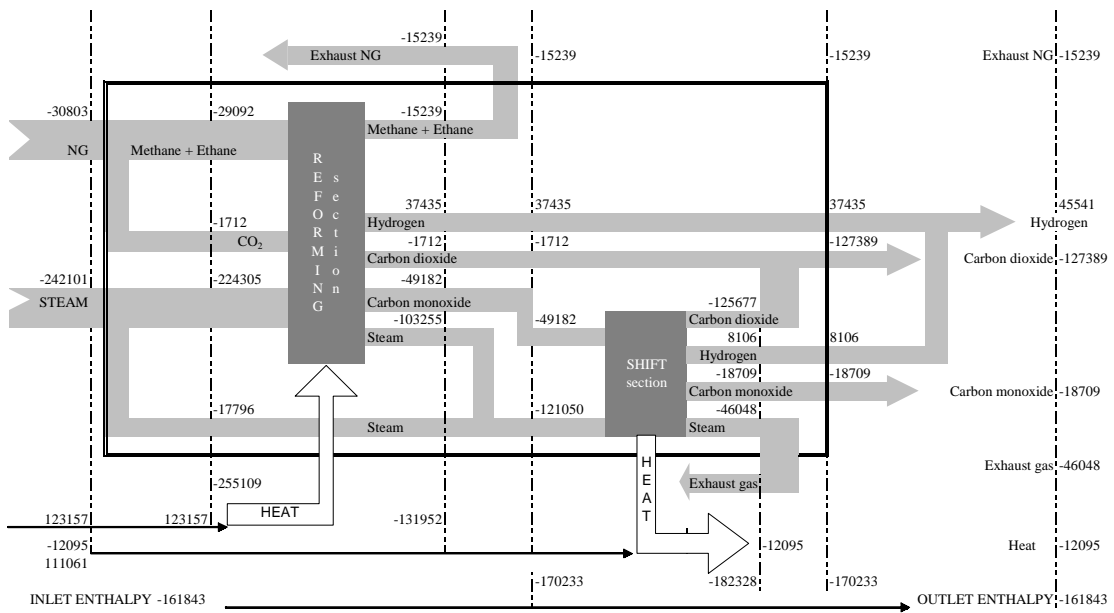 -15239
Exhaust NG -15239 -15239 Exhaust NG -15239
-30803 -29092 -15239
Methane + Ethane
NG Methane + Ethane
REFORMING section
37435 37435 37435 45541
-1712 Hydrogen Hydrogen
CO₂ -1712 -1712 -127389
Carbon dioxide Carbon dioxide -127389
-242101 -224305 -49182
STEAM Carbon monoxide -125677
-103255 -49182 Carbon dioxide
Steam 8106 8106
SHIFT section
Hydrogen
-18709 -18709
Carbon monoxide Carbon monoxide -18709
-17796 -121050 -46048
Steam Steam
Exhaust gas -46048
-255109 Exhaust gas
HEAT
HEAT
123157 123157 -131952
-12095 -12095 Heat -12095
111061
-170233 -182328 -170233
INLET ENTHALPY -161843 OUTLET ENTHALPY -161843